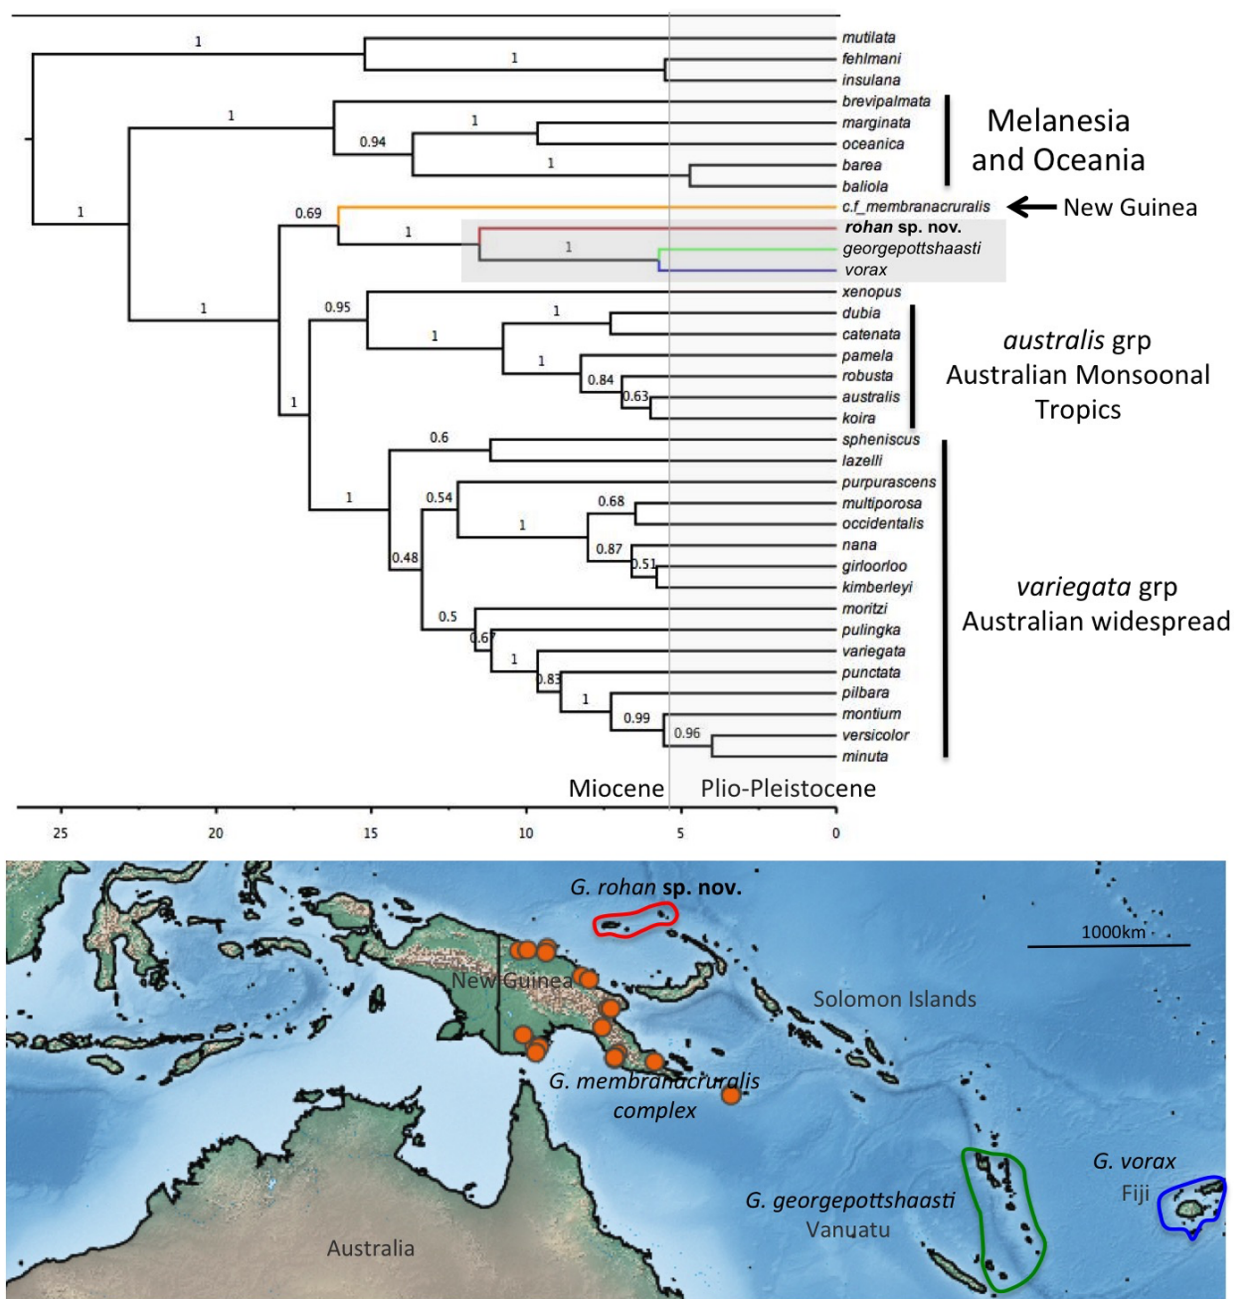 1
mutilata
1
fehlmani
insulana
1
brevipalmata
1
marginata
0.94
oceanica
1
barea
baliola
Melanesia
and Oceania
1
0.69
c.f_membranacruralis
New Guinea
1
rohan sp. nov.
1
georgepottshaasti
vorax
1
0.95
xenopus
1
dubia
catenata
1
1
pamela
0.84
robusta
0.63
australis
koira
australis grp
Australian Monsoonal
Tropics
1
0.6
spheniscus
lazelli
1
0.54
purpurascens
0.68
multiporosa
1
occidentalis
0.87
nana
0.51
girloorloo
kimberleyi
0.48
0.5
moritzi
0.67
pulingka
1
variegata
0.83
punctata
1
pilbara
0.99
montium
0.96
versicolor
minuta
variegata grp
Australian widespread
Miocene
Plio-Pleistocene
25 20 15 10 5 0
G. rohan sp. nov.
1000km
New Guinea
Solomon Islands
G. membranacruralis
complex
G. vorax
Fiji
G. georgepottshaasti
Vanuatu
Australia